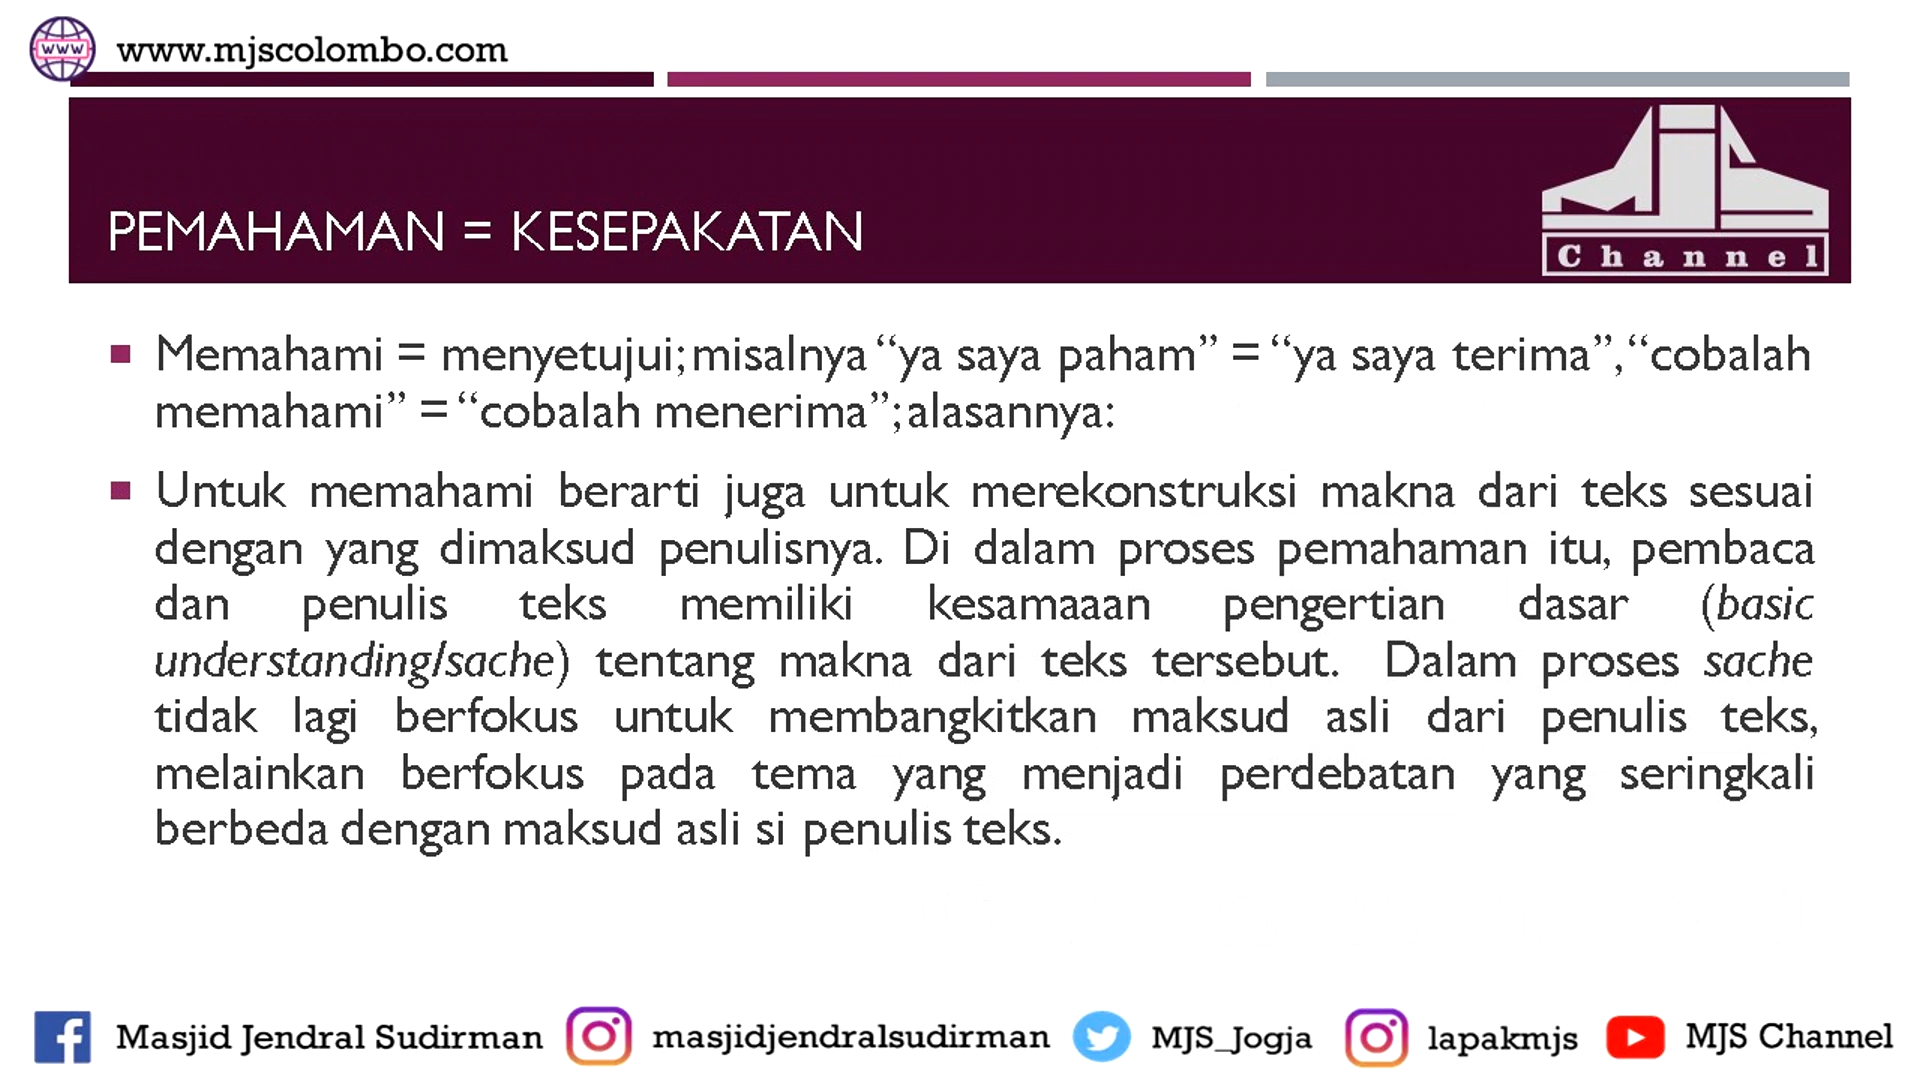 www.mjscolombo.com
MJS
Channel
PEMAHAMAN = KESEPAKATAN
Memahami = menyetujui; misalnya “ya saya paham” = “ya saya terima”, “cobalah
memahami” = “cobalah menerima”; alasannya:
Untuk memahami berarti juga untuk merekonstruksi makna dari teks sesuai
dengan yang dimaksud penulisnya. Di dalam proses pemahaman itu, pembaca
dan penulis teks memiliki kesamaaan pengertian dasar (basic
understanding/sache) tentang makna dari teks tersebut. Dalam proses sache
tidak lagi berfokus untuk membangkitkan maksud asli dari penulis teks,
melainkan berfokus pada tema yang menjadi perdebatan yang seringkali
berbeda dengan maksud asli si penulis teks.
Masjid Jendral Sudirman masjidjendralsudirman MJS_Jogja lapakmjs MJS Channel